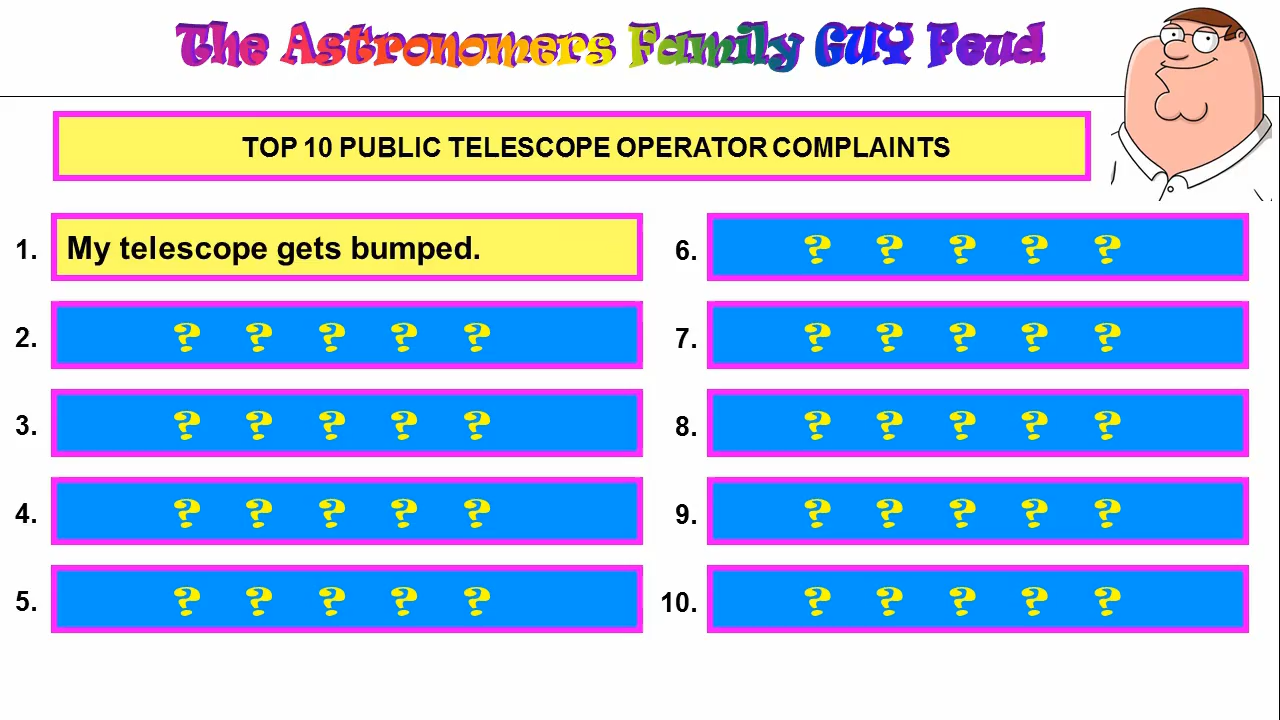 The Astronomers Family GUY Feud
TOP 10 PUBLIC TELESCOPE OPERATOR COMPLAINTS
1. My telescope gets bumped.
2. ? ? ? ? ?
3. ? ? ? ? ?
4. ? ? ? ? ?
5. ? ? ? ? ?
6. ? ? ? ? ?
7. ? ? ? ? ?
8. ? ? ? ? ?
9. ? ? ? ? ?
10. ? ? ? ? ?